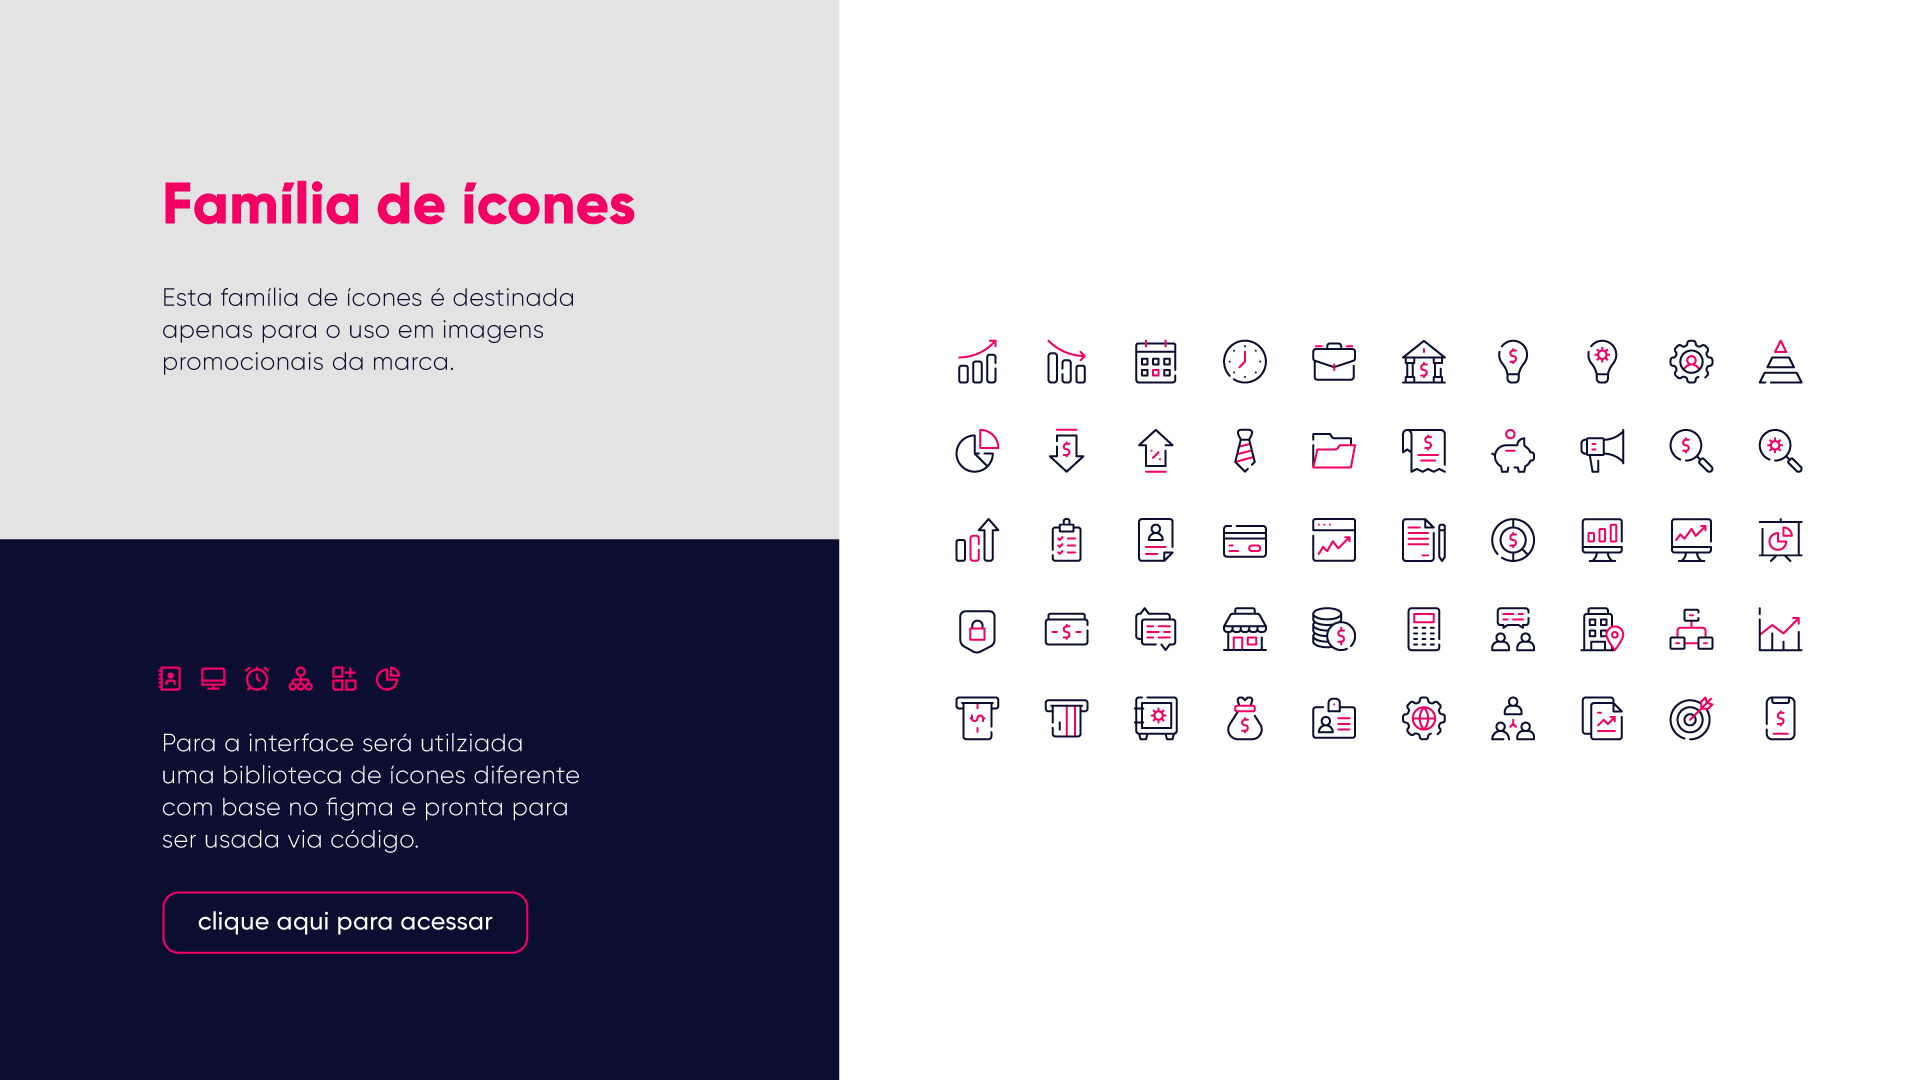 Família de ícones
Esta família de ícones é destinada
apenas para o uso em imagens
promocionais da marca.
Para a interface será utilziada
uma biblioteca de ícones diferente
com base no figma e pronta para
ser usada via código.
clique aqui para acessar